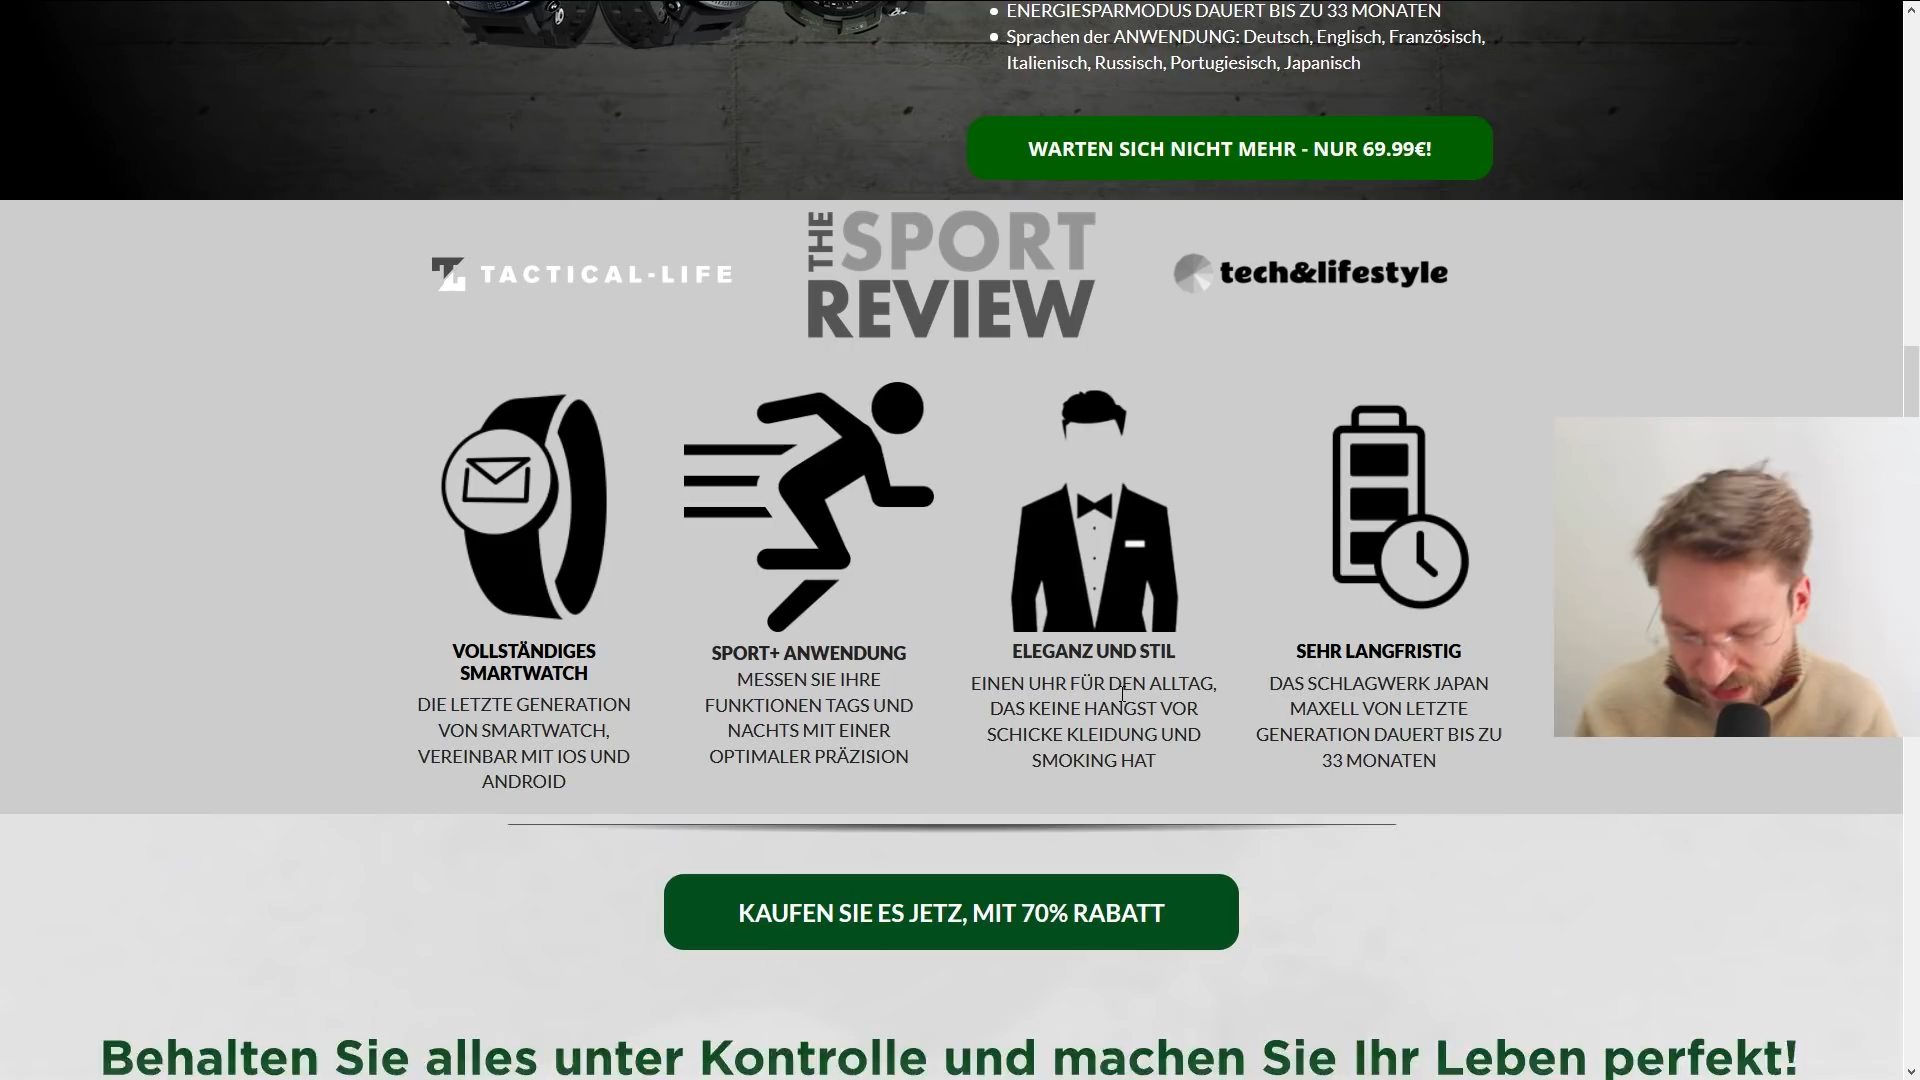 ENERGIESPARMODUS DAUERT BIS ZU 33 MONATEN
Sprachen der ANWENDUNG: Deutsch, Englisch, Französisch,
Italienisch, Russisch, Portugiesisch, Japanisch
WARTEN SICH NICHT MEHR - NUR 69.99€!
TACTICAL-LIFE
THE SPORT
REVIEW
tech&lifestyle
VOLLSTÄNDIGES
SMARTWATCH
DIE LETZTE GENERATION
VON SMARTWATCH,
VEREINBAR MIT IOS UND
ANDROID
SPORT+ ANWENDUNG
MESSEN SIE IHRE
FUNKTIONEN TAGS UND
NACHTS MIT EINER
OPTIMALER PRÄZISION
ELEGANZ UND STIL
EINEN UHR FÜR DEN ALLTAG,
DAS KEINE HANGST VOR
SCHICKE KLEIDUNG UND
SMOKING HAT
SEHR LANGFRISTIG
DAS SCHLAGWERK JAPAN
MAXELL VON LETZTE
GENERATION DAUERT BIS ZU
33 MONATEN
KAUFEN SIE ES JETZ, MIT 70% RABATT
Behalten Sie alles unter Kontrolle und machen Sie Ihr Leben perfekt!